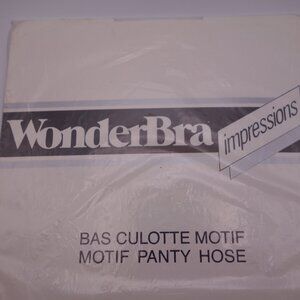 WonderBra
impressions
BAS CULOTTE MOTIF
MOTIF PANTY HOSE